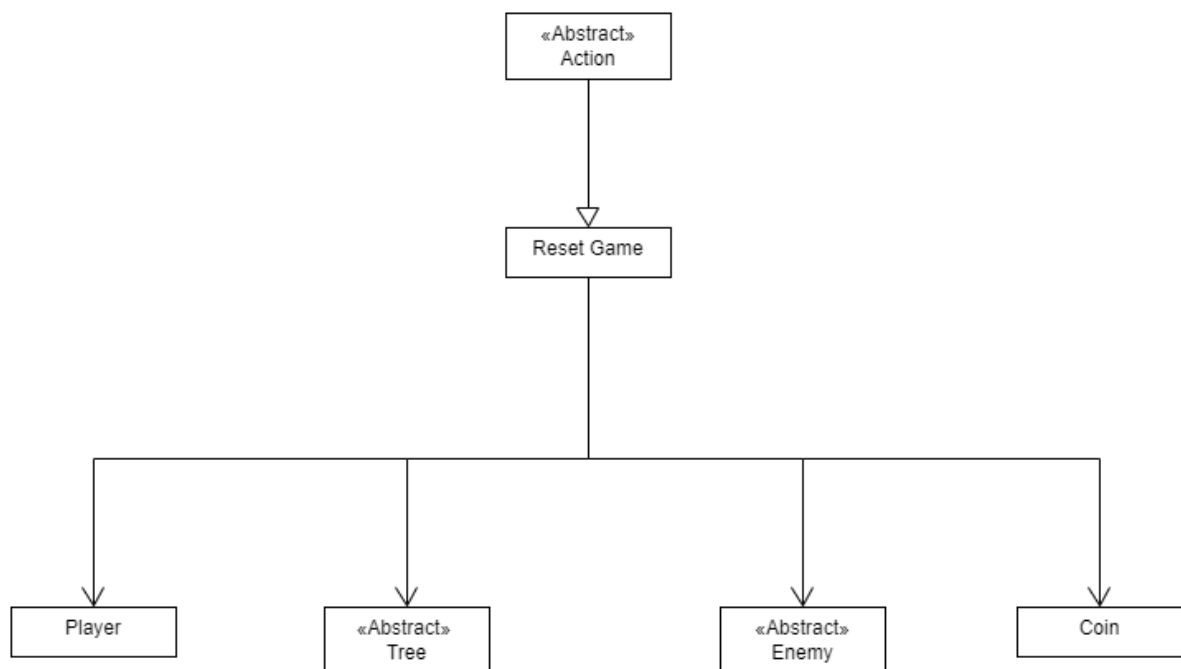 «Abstract»
Action
Reset Game
Player
«Abstract»
Tree
«Abstract»
Enemy
Coin